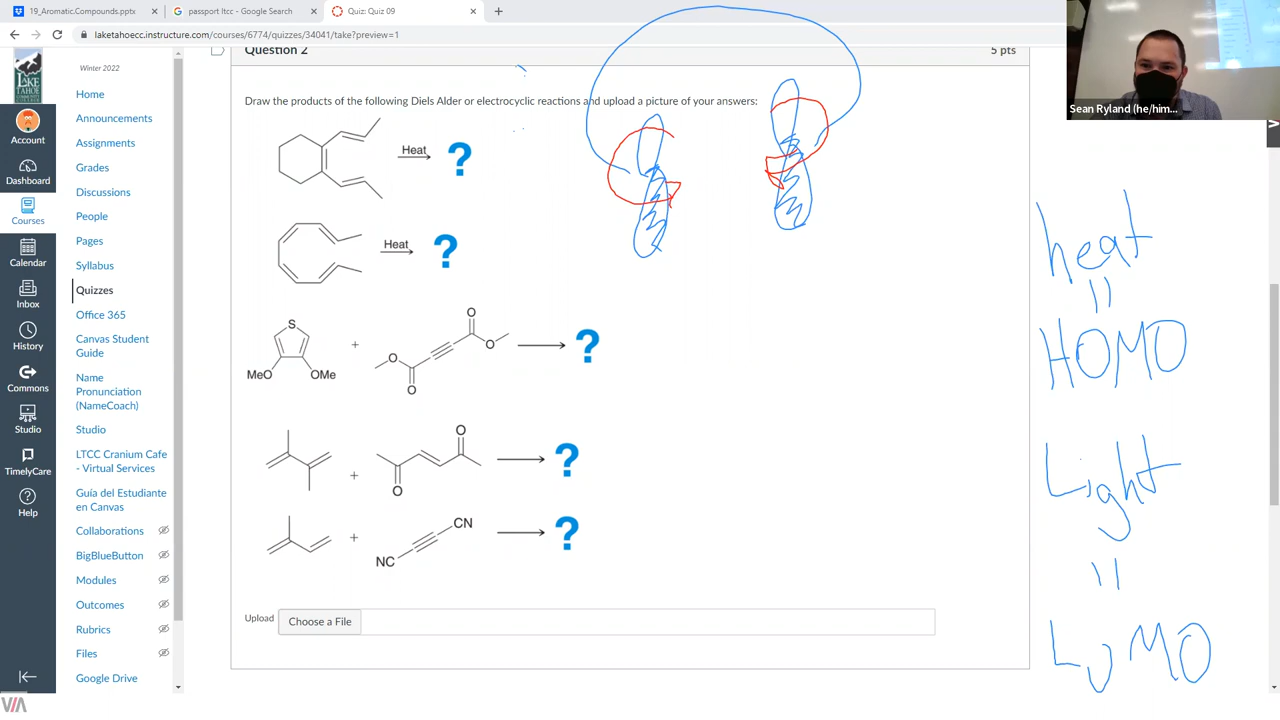 19_Aromatic.Compounds.pptx
passport ltcc - Google Search
Quiz: Quiz 09
laketahoecc.instructure.com/courses/6774/quizzes/34041/take?preview=1
LAKE TAHOE
Account
Dashboard
Courses
Calendar
Inbox
History
Commons
Studio
TimelyCare
Help
Winter 2022
Home
Announcements
Assignments
Grades
Discussions
People
Pages
Syllabus
Quizzes
Office 365
Canvas Student Guide
Name Pronunciation (NameCoach)
Studio
LTCC Cranium Cafe - Virtual Services
Guía del Estudiante en Canvas
Collaborations
BigBlueButton
Modules
Outcomes
Rubrics
Files
Google Drive
Question 2
5 pts
Draw the products of the following Diels Alder or electrocyclic reactions and upload a picture of your answers:
Heat
?
Heat
?
S
MeO
OMe
+
O
O
O
O
?
+
O
O
?
+
NC
CN
?
Upload
Choose a File
Sean Ryland (he/him...
heat
=
HOMO
Light
=
LUMO
VIA